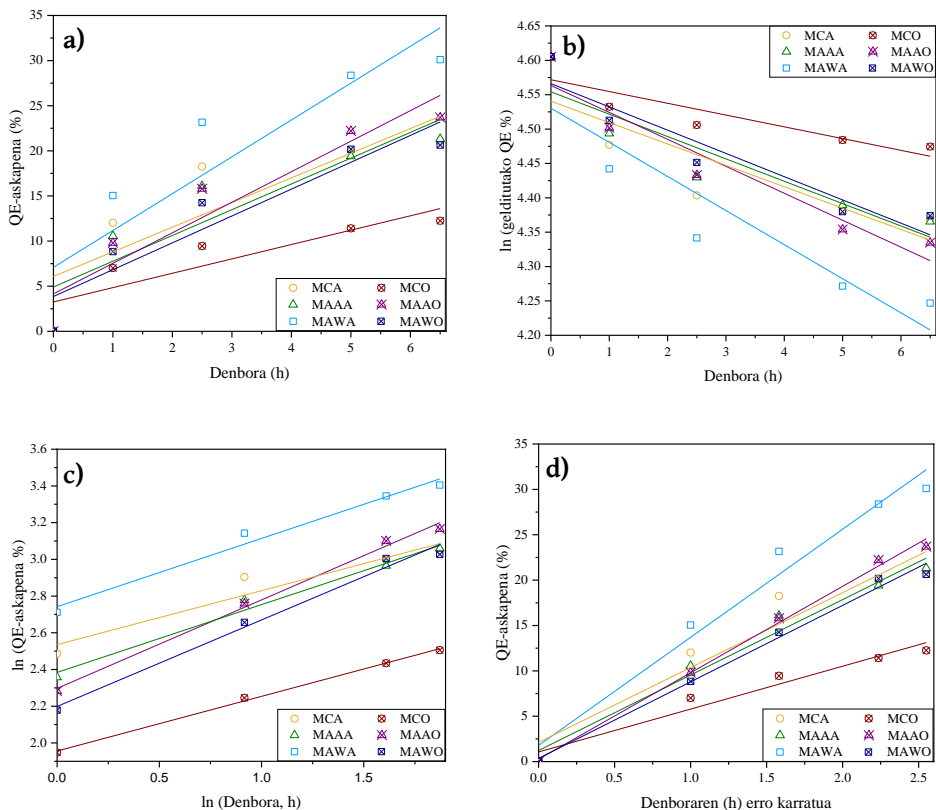 a)
QE-askapena (%)
35
30
25
20
15
10
5
0
0 1 2 3 4 5 6
Denbora (h)
MCA MCO
MAAA MAAO
MAWA MAWO
b)
ln (geldituta​ko QE %)
4.65
4.60
4.55
4.50
4.45
4.40
4.35
4.30
4.25
4.20
0 1 2 3 4 5 6
Denbora (h)
MCA MCO
MAAA MAAO
MAWA MAWO
c)
ln (QE-askapena %)
3.6
3.4
3.2
3.0
2.8
2.6
2.4
2.2
2.0
0.0 0.5 1.0 1.5
ln (Denbora, h)
MCA MCO
MAAA MAAO
MAWA MAWO
d)
QE-askapena (%)
35
30
25
20
15
10
5
0
0.0 0.5 1.0 1.5 2.0 2.5
Denboraren (h) erro karratua
MCA MCO
MAAA MAAO
MAWA MAWO